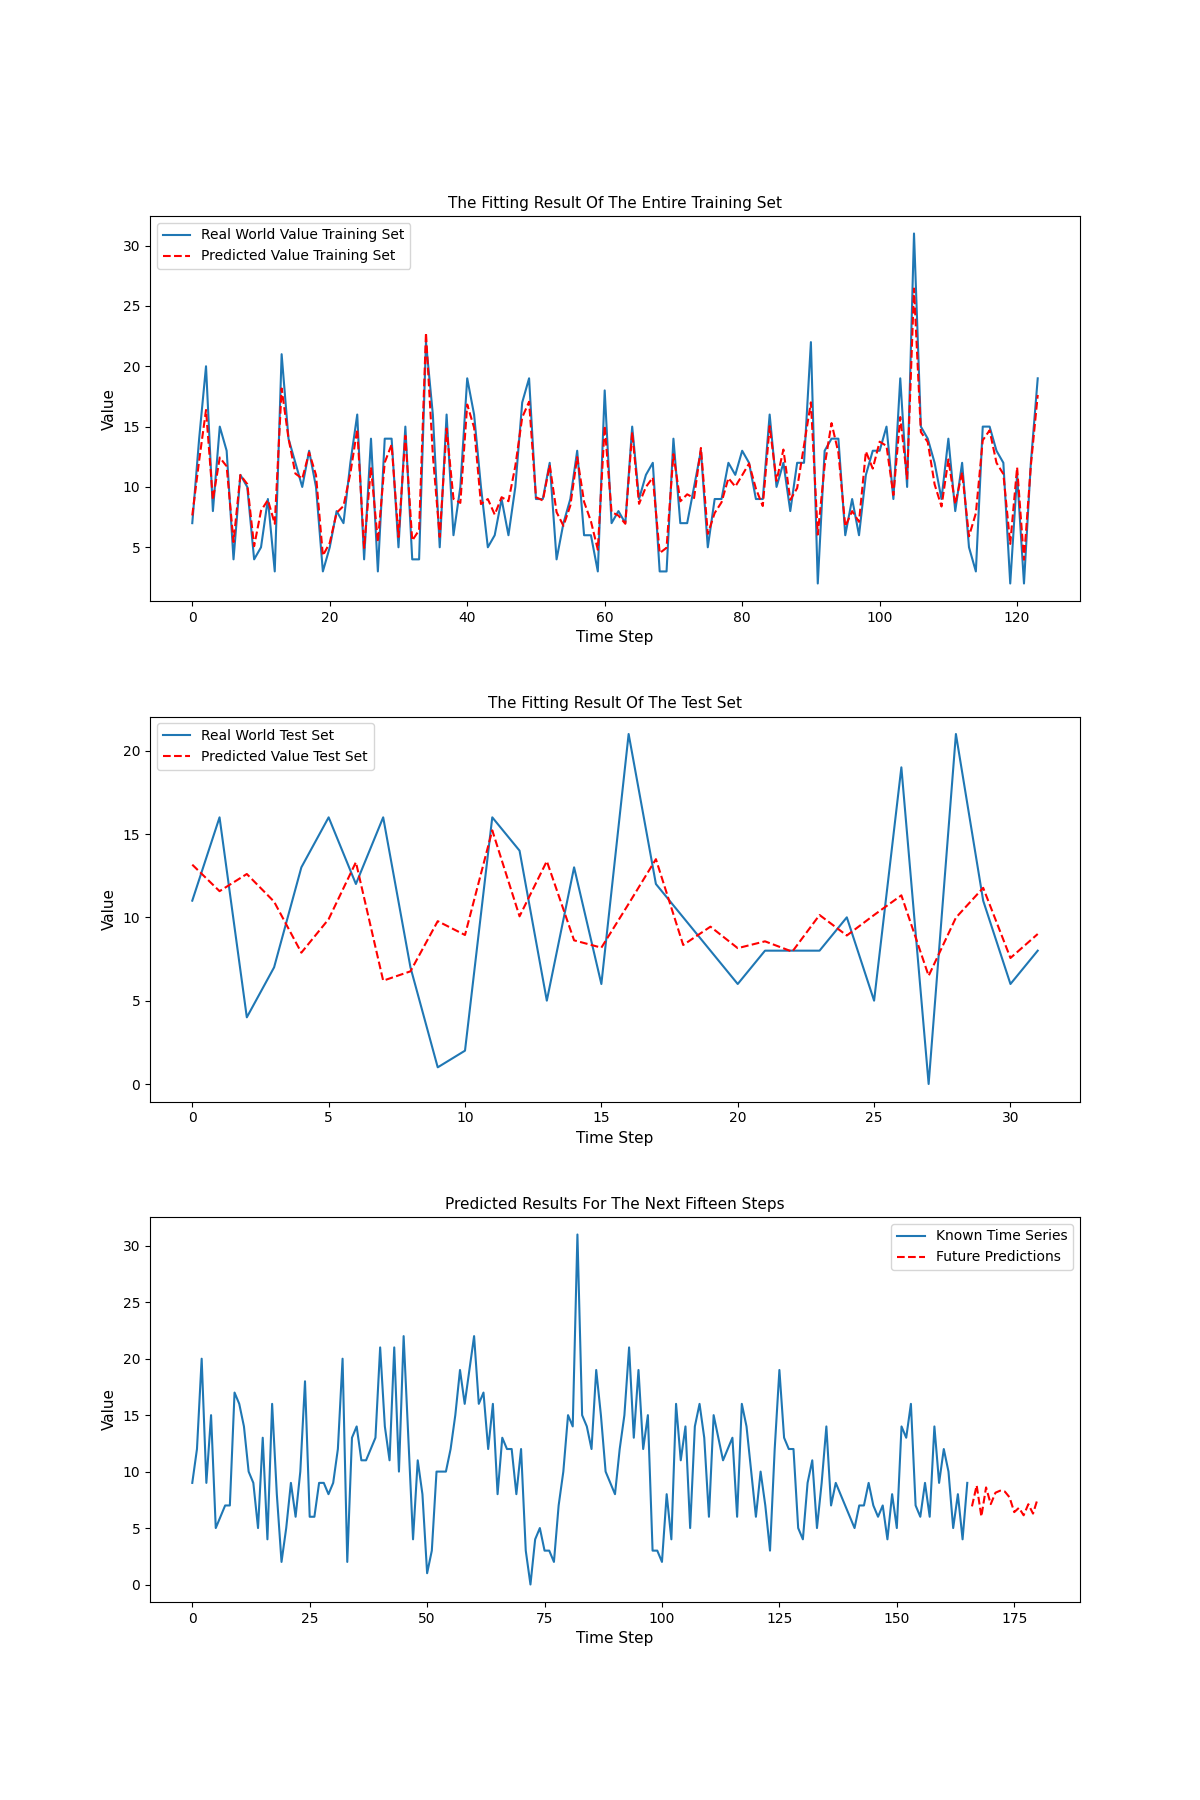 The Fitting Result Of The Entire Training Set
Real World Value Training Set
Predicted Value Training Set
Value
30
25
20
15
10
5
0 20 40 60 80 100 120
Time Step
The Fitting Result Of The Test Set
Real World Test Set
Predicted Value Test Set
Value
20
15
10
5
0
0 5 10 15 20 25 30
Time Step
Predicted Results For The Next Fifteen Steps
Known Time Series
Future Predictions
Value
30
25
20
15
10
5
0
0 25 50 75 100 125 150 175
Time Step